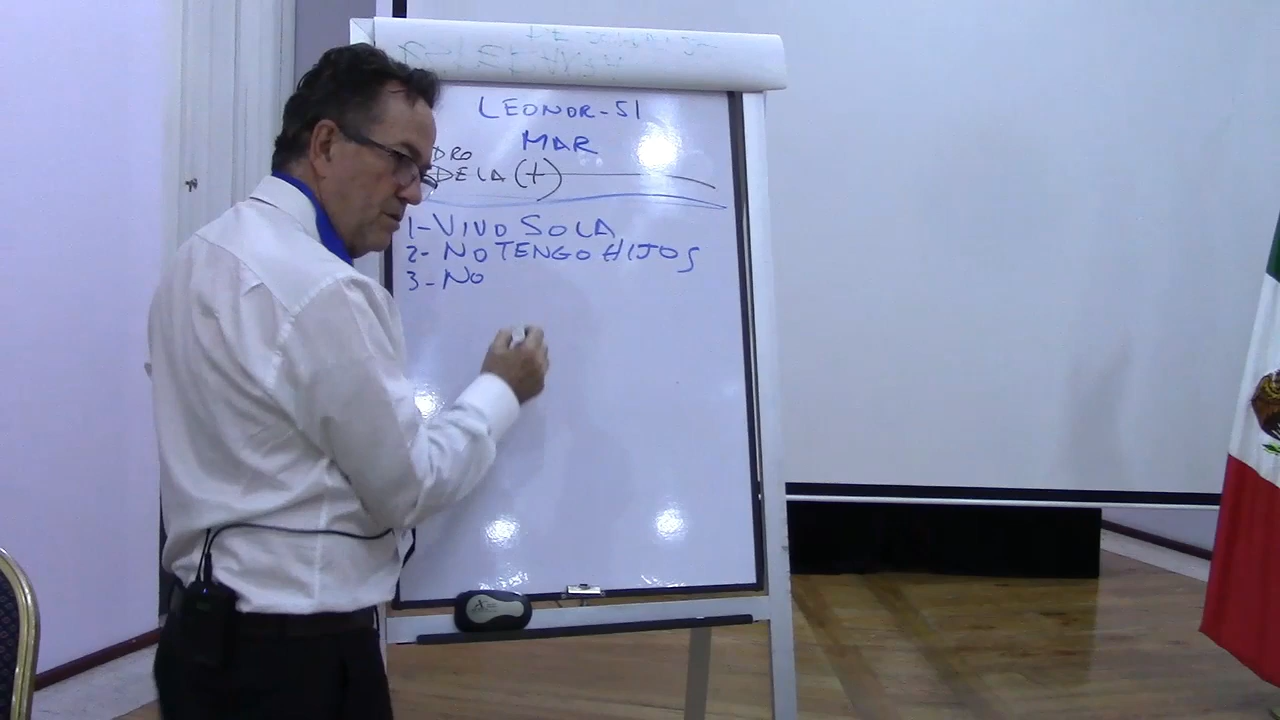 LEONOR-51
MAR
DRO
DE LA (+)
1-VIVO SOLA
2-NO TENGO HIJOS
3-NO